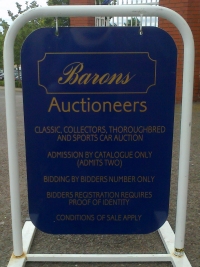 Barons
Auctioneers
CLASSIC, COLLECTORS, THOROUGHBRED
AND SPORTS CAR AUCTION
ADMISSION BY CATALOGUE ONLY
(ADMITS TWO)
BIDDING BY BIDDERS NUMBER ONLY
BIDDERS REGISTRATION REQUIRES
PROOF OF IDENTITY
CONDITIONS OF SALE APPLY